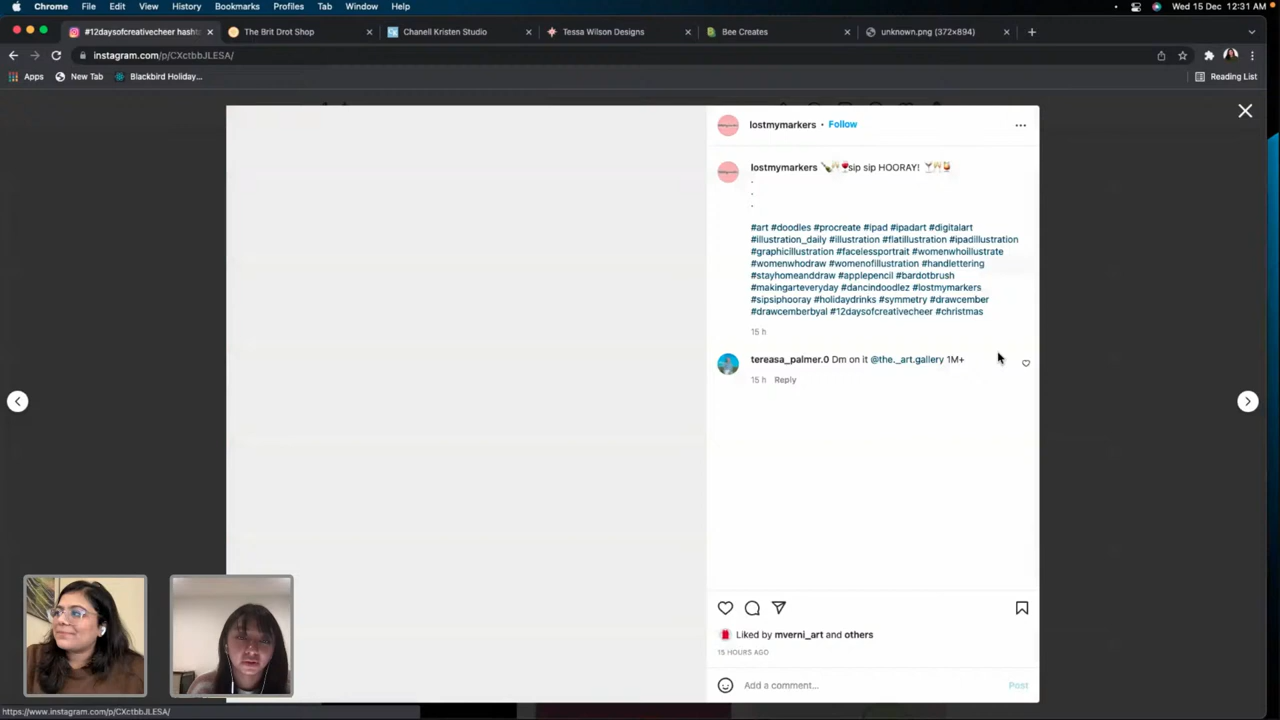 Chrome File Edit View History Bookmarks Profiles Tab Window Help Wed 15 Dec 12:31 AM
#12daysofcreativecheer hasht The Brit Drot Shop Chanell Kristen Studio Tessa Wilson Designs Bee Creates unknown.png (372×894)
instagram.com/p/CXctbbJLESA/
Apps New Tab Blackbird Holiday... Reading List
lostmymarkers • Follow
lostmymarkers 🍾🥂🍷sip sip HOORAY! 🍸🥂🍹
.
.
.
#art #doodles #procreate #ipad #ipadart #digitalart
#illustration_daily #illustration #flatillustration #ipadillustration
#graphicillustration #facelessportrait #womenwhoillustrate
#womenwhodraw #womenofillustration #handlettering
#stayhomeanddraw #applepencil #bardotbrush
#makingarteveryday #dancindoodlez #lostmymarkers
#sipsiphooray #holidaydrinks #symmetry #drawcember
#drawcemberbyal #12daysofcreativecheer #christmas
15 h
tereasa_palmer.0 Dm on it @the._art.gallery 1M+
15 h Reply
Liked by mverni_art and others
15 HOURS AGO
Add a comment... Post
https://www.instagram.com/p/CXctbbJLESA/